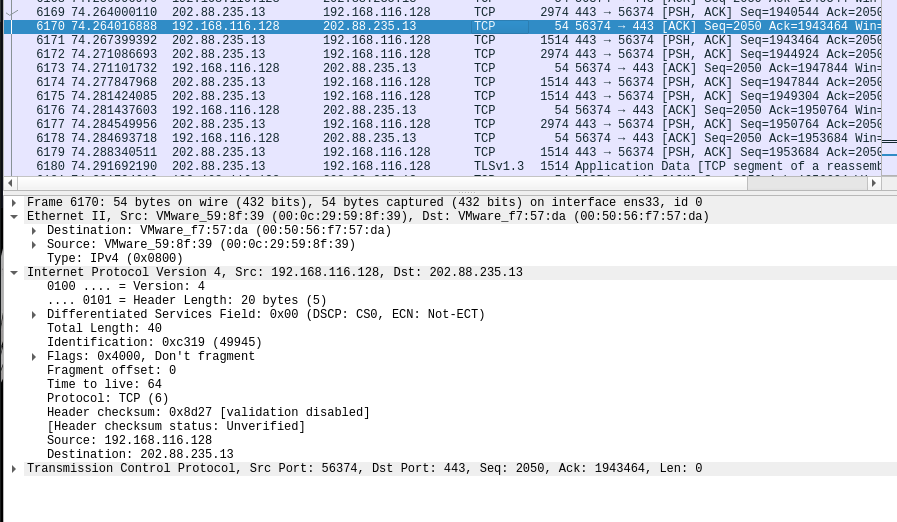 6169 74.264000110 202.88.235.13 192.168.116.128 TCP 2974 443 → 56374 [PSH, ACK] Seq=1940544 Ack=2050
6170 74.264016888 192.168.116.128 202.88.235.13 TCP 54 56374 → 443 [ACK] Seq=2050 Ack=1943464 Win=
6171 74.267399392 202.88.235.13 192.168.116.128 TCP 1514 443 → 56374 [PSH, ACK] Seq=1943464 Ack=2050
6172 74.271086693 202.88.235.13 192.168.116.128 TCP 2974 443 → 56374 [PSH, ACK] Seq=1944924 Ack=2050
6173 74.271101732 192.168.116.128 202.88.235.13 TCP 54 56374 → 443 [ACK] Seq=2050 Ack=1947844 Win=
6174 74.277847968 202.88.235.13 192.168.116.128 TCP 1514 443 → 56374 [PSH, ACK] Seq=1947844 Ack=2050
6175 74.281424085 202.88.235.13 192.168.116.128 TCP 1514 443 → 56374 [PSH, ACK] Seq=1949304 Ack=2050
6176 74.281437603 192.168.116.128 202.88.235.13 TCP 54 56374 → 443 [ACK] Seq=2050 Ack=1950764 Win=
6177 74.284549956 202.88.235.13 192.168.116.128 TCP 2974 443 → 56374 [PSH, ACK] Seq=1950764 Ack=2050
6178 74.284693718 192.168.116.128 202.88.235.13 TCP 54 56374 → 443 [ACK] Seq=2050 Ack=1953684 Win=
6179 74.288340511 202.88.235.13 192.168.116.128 TCP 1514 443 → 56374 [PSH, ACK] Seq=1953684 Ack=2050
6180 74.291692190 202.88.235.13 192.168.116.128 TLSv1.3 1514 Application Data [TCP segment of a reassemb
Frame 6170: 54 bytes on wire (432 bits), 54 bytes captured (432 bits) on interface ens33, id 0
Ethernet II, Src: VMware_59:8f:39 (00:0c:29:59:8f:39), Dst: VMware_f7:57:da (00:50:56:f7:57:da)
Destination: VMware_f7:57:da (00:50:56:f7:57:da)
Source: VMware_59:8f:39 (00:0c:29:59:8f:39)
Type: IPv4 (0x0800)
Internet Protocol Version 4, Src: 192.168.116.128, Dst: 202.88.235.13
0100 .... = Version: 4
.... 0101 = Header Length: 20 bytes (5)
Differentiated Services Field: 0x00 (DSCP: CS0, ECN: Not-ECT)
Total Length: 40
Identification: 0xc319 (49945)
Flags: 0x4000, Don't fragment
Fragment offset: 0
Time to live: 64
Protocol: TCP (6)
Header checksum: 0x8d27 [validation disabled]
[Header checksum status: Unverified]
Source: 192.168.116.128
Destination: 202.88.235.13
Transmission Control Protocol, Src Port: 56374, Dst Port: 443, Seq: 2050, Ack: 1943464, Len: 0